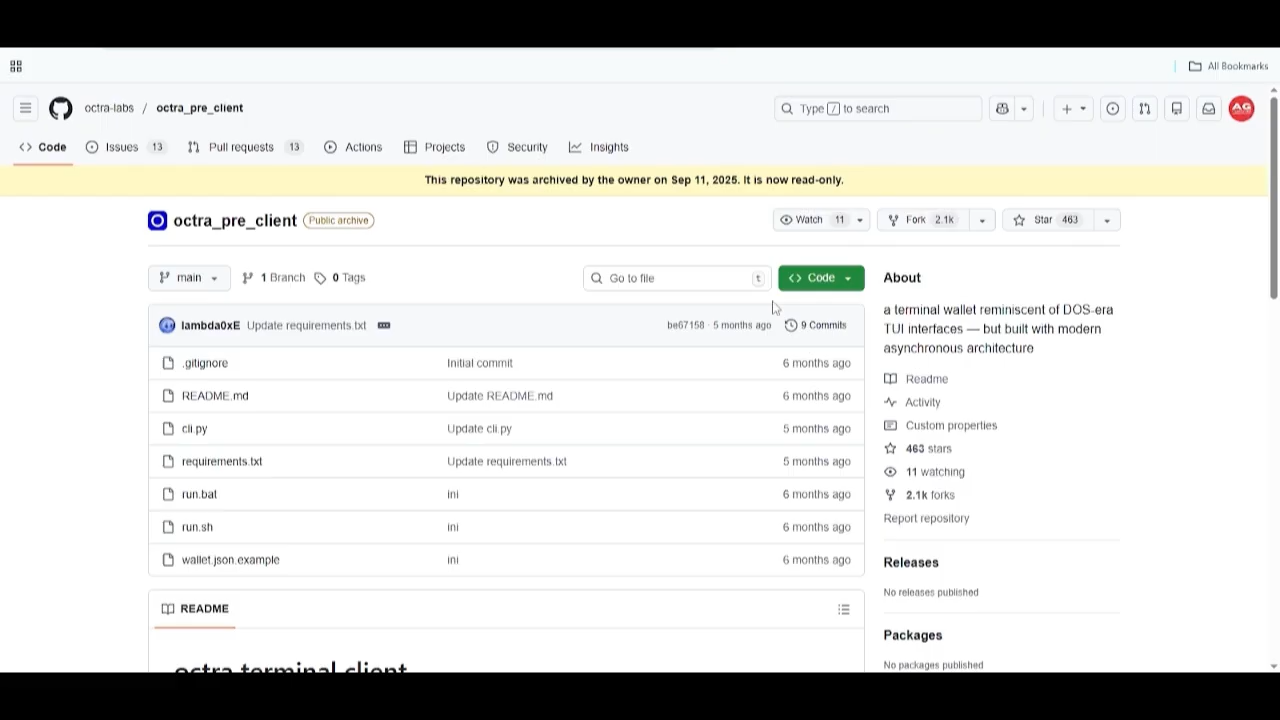 All Bookmarks
octra-labs / octra_pre_client
Type / to search
AG
Code Issues 13 Pull requests 13 Actions Projects Security Insights
This repository was archived by the owner on Sep 11, 2025. It is now read-only.
octra_pre_client Public archive
Watch 11 Fork 2.1k Star 463
main 1 Branch 0 Tags Go to file t Code
lambda0xE Update requirements.txt be67158 · 5 months ago 9 Commits
.gitignore Initial commit 6 months ago
README.md Update README.md 6 months ago
cli.py Update cli.py 5 months ago
requirements.txt Update requirements.txt 5 months ago
run.bat ini 6 months ago
run.sh ini 6 months ago
wallet.json.example ini 6 months ago
README
octra terminal client
About
a terminal wallet reminiscent of DOS-era
TUI interfaces — but built with modern
asynchronous architecture
Readme
Activity
Custom properties
463 stars
11 watching
2.1k forks
Report repository
Releases
No releases published
Packages
No packages published